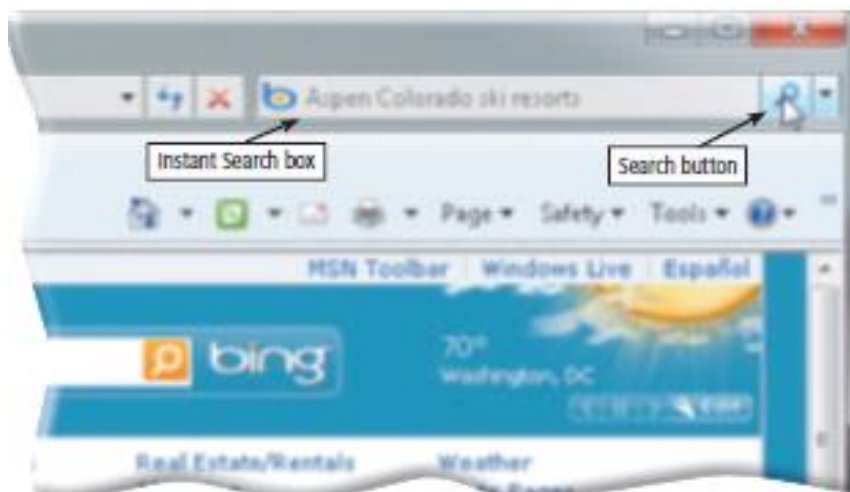 Aspen Colorado ski resorts
Instant Search box
Search button
Page Safety Tools
MSN Toolbar Windows Live Español
bing
70°
Washington, DC
Real Estate/Rentals Weather